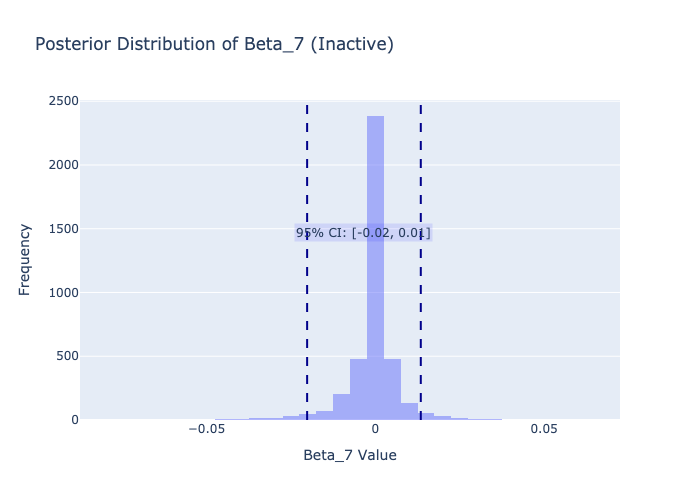 Posterior Distribution of Beta_7 (Inactive)
2500
2000
1500
1000
500
0
Frequency
95% CI: [-0.02, 0.01]
−0.05
0
0.05
Beta_7 Value